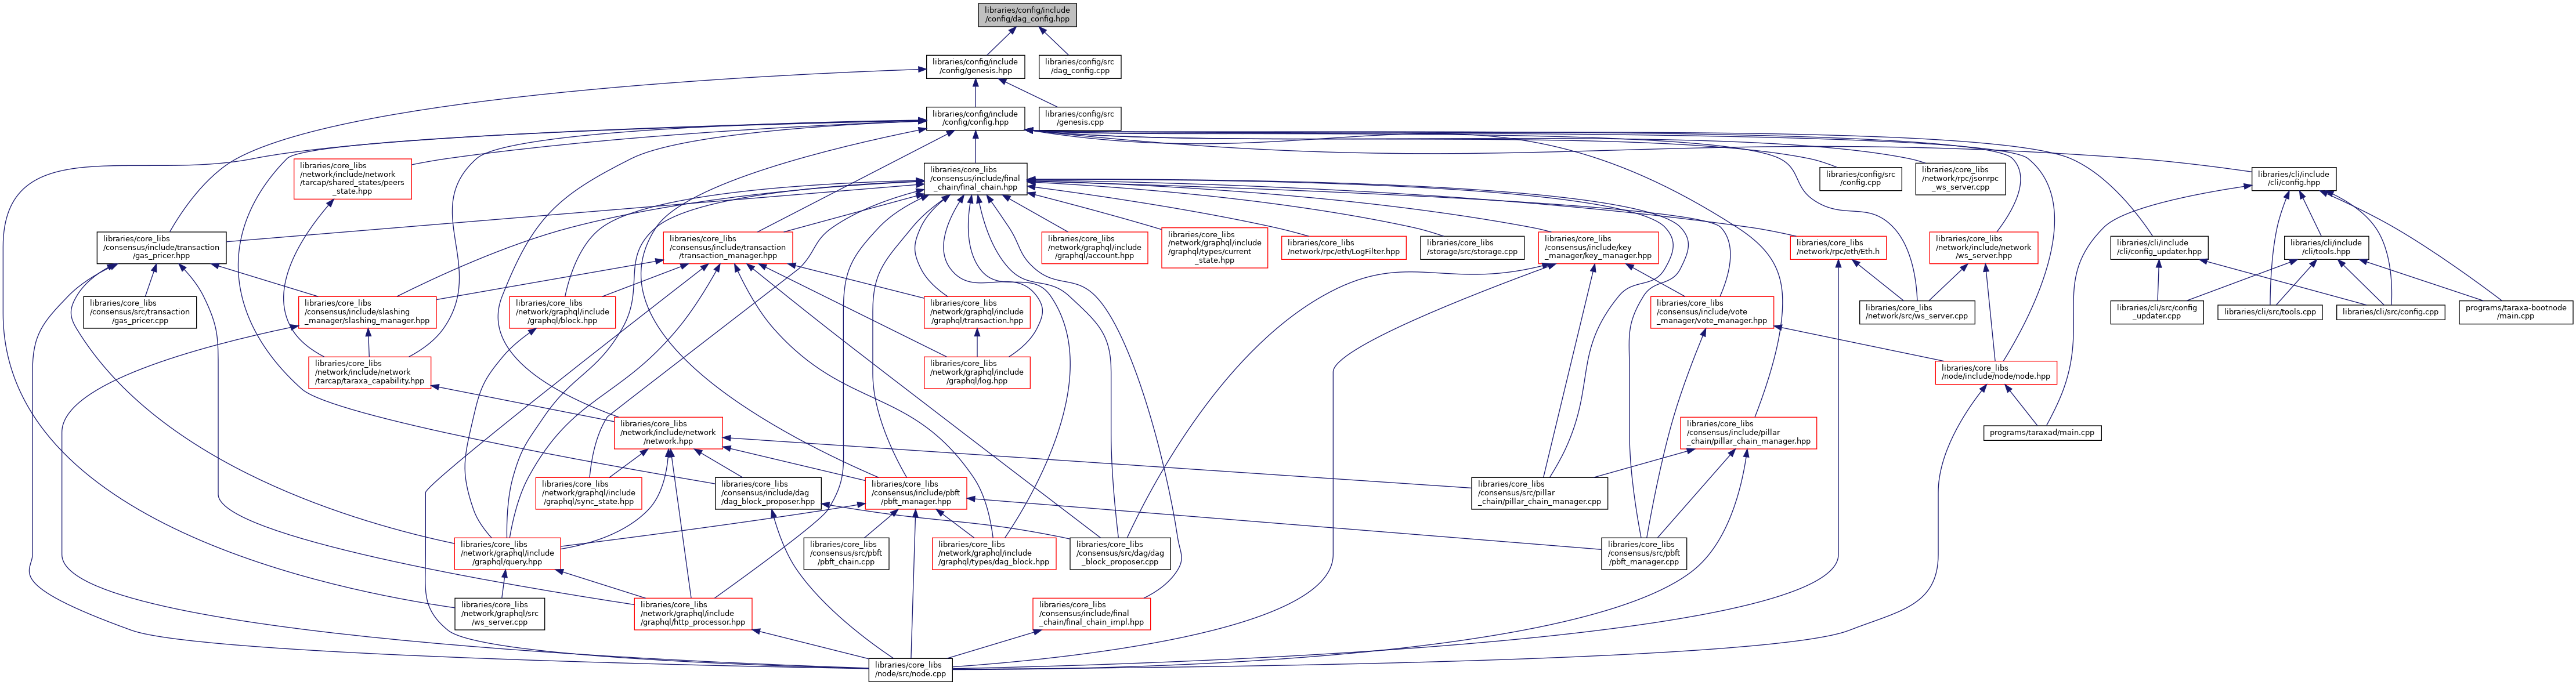 libraries/config/include
/config/dag_config.hpp
libraries/config/include
/config/genesis.hpp
libraries/config/src
/dag_config.cpp
libraries/config/include
/config/config.hpp
libraries/config/src
/genesis.cpp
libraries/core_libs
/network/include/network
/tarcap/shared_states/peers
_state.hpp
libraries/core_libs
/consensus/include/final
_chain/final_chain.hpp
libraries/config/src
/config.cpp
libraries/core_libs
/network/rpc/jsonrpc
_ws_server.cpp
libraries/cli/include
/cli/config.hpp
libraries/core_libs
/consensus/include/transaction
/gas_pricer.hpp
libraries/core_libs
/consensus/include/transaction
/transaction_manager.hpp
libraries/core_libs
/network/graphql/include
/graphql/account.hpp
libraries/core_libs
/network/graphql/include
/graphql/types/current
_state.hpp
libraries/core_libs
/network/rpc/eth/LogFilter.hpp
libraries/core_libs
/storage/src/storage.cpp
libraries/core_libs
/consensus/include/key
_manager/key_manager.hpp
libraries/core_libs
/network/rpc/eth/Eth.h
libraries/core_libs
/network/include/network
/ws_server.hpp
libraries/cli/include
/cli/config_updater.hpp
libraries/cli/include
/cli/tools.hpp
libraries/core_libs
/consensus/src/transaction
/gas_pricer.cpp
libraries/core_libs
/consensus/include/slashing
_manager/slashing_manager.hpp
libraries/core_libs
/network/graphql/include
/graphql/block.hpp
libraries/core_libs
/network/graphql/include
/graphql/transaction.hpp
libraries/core_libs
/consensus/include/vote
_manager/vote_manager.hpp
libraries/core_libs
/network/src/ws_server.cpp
libraries/cli/src/config
_updater.cpp
libraries/cli/src/tools.cpp
libraries/cli/src/config.cpp
programs/taraxa-bootnode
/main.cpp
libraries/core_libs
/network/include/network
/tarcap/taraxa_capability.hpp
libraries/core_libs
/network/graphql/include
/graphql/log.hpp
libraries/core_libs
/node/include/node/node.hpp
libraries/core_libs
/network/include/network
/network.hpp
libraries/core_libs
/consensus/include/pillar
_chain/pillar_chain_manager.hpp
programs/taraxad/main.cpp
libraries/core_libs
/network/graphql/include
/graphql/sync_state.hpp
libraries/core_libs
/consensus/include/dag
/dag_block_proposer.hpp
libraries/core_libs
/consensus/include/pbft
/pbft_manager.hpp
libraries/core_libs
/consensus/src/pillar
_chain/pillar_chain_manager.cpp
libraries/core_libs
/network/graphql/include
/graphql/query.hpp
libraries/core_libs
/consensus/src/pbft
/pbft_chain.cpp
libraries/core_libs
/network/graphql/include
/graphql/types/dag_block.hpp
libraries/core_libs
/consensus/src/dag/dag
_block_proposer.cpp
libraries/core_libs
/consensus/src/pbft
/pbft_manager.cpp
libraries/core_libs
/network/graphql/src
/ws_server.cpp
libraries/core_libs
/network/graphql/include
/graphql/http_processor.hpp
libraries/core_libs
/consensus/include/final
_chain/final_chain_impl.hpp
libraries/core_libs
/node/src/node.cpp